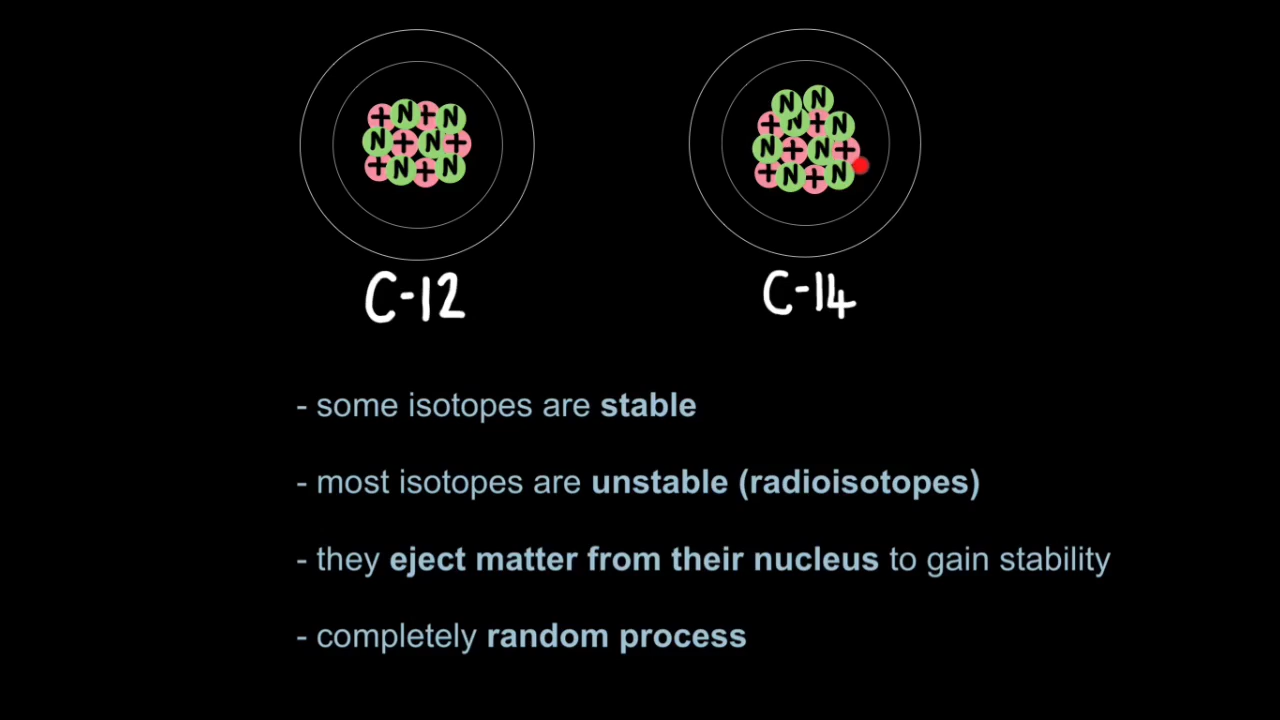 + N + N
N + N +
+ N + N
N N
+ N + N
N + N +
+ N + N
C-12
C-14
- some isotopes are stable
- most isotopes are unstable (radioisotopes)
- they eject matter from their nucleus to gain stability
- completely random process